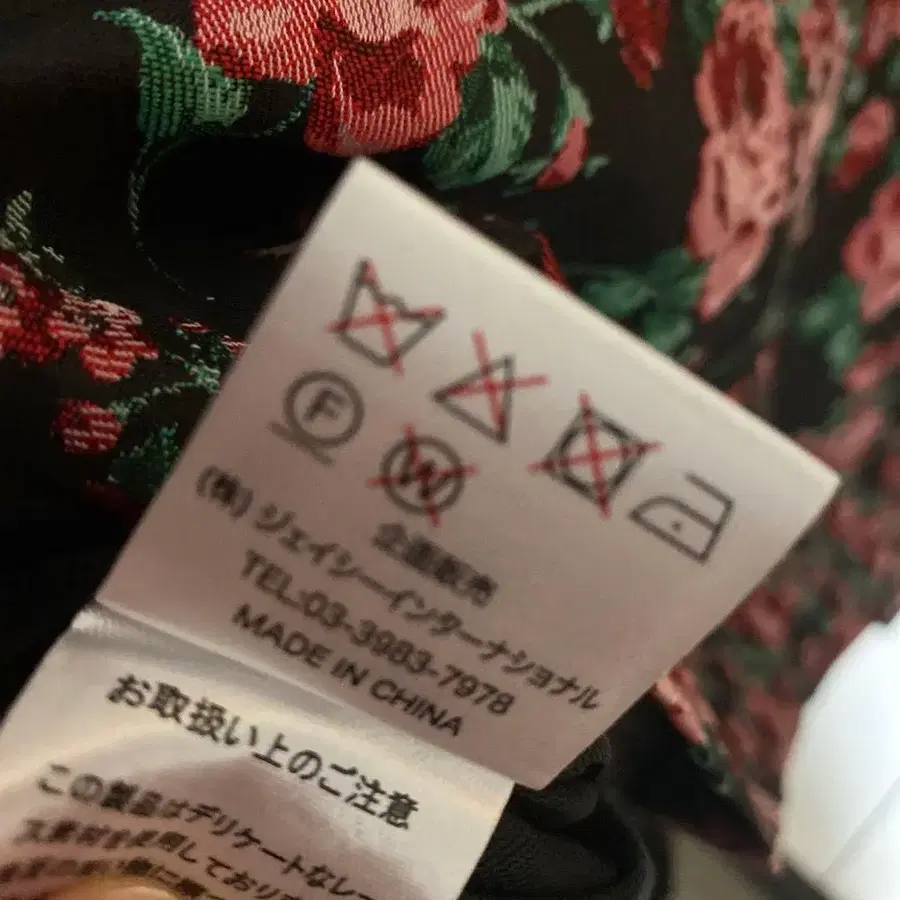 F
W
企画販売
(株)ジェイシーインターナショナル
TEL:03-3983-7978
MADE IN CHINA
お取扱い上のご注意
この製品はデリケートなレー